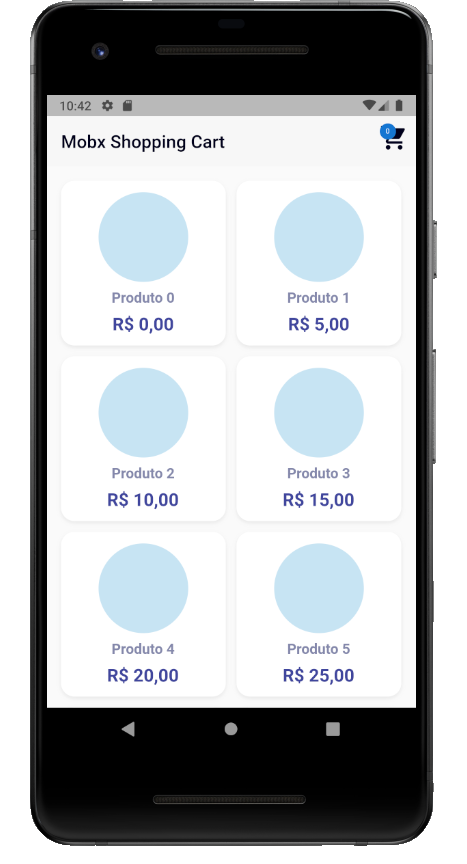 10:42
0
Mobx Shopping Cart
Produto 0
R$ 0,00
Produto 1
R$ 5,00
Produto 2
R$ 10,00
Produto 3
R$ 15,00
Produto 4
R$ 20,00
Produto 5
R$ 25,00